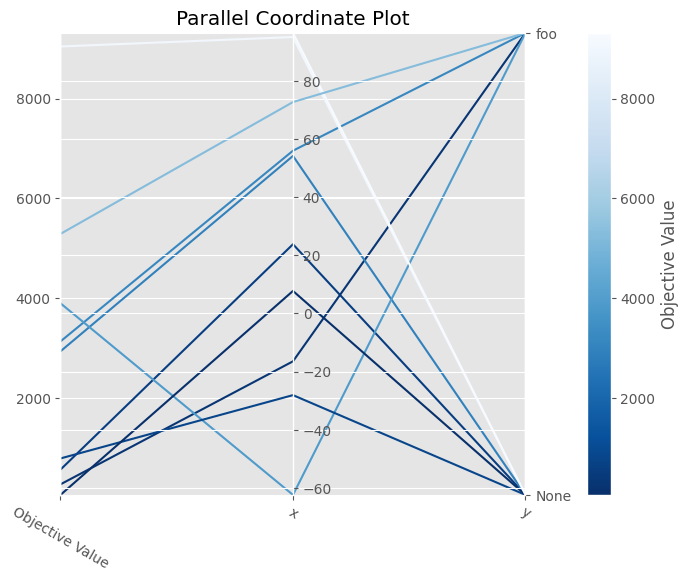 Parallel Coordinate Plot
8000
6000
4000
2000
80
60
40
20
0
−20
−40
−60
foo
None
8000
6000
4000
2000
Objective Value
Objective Value
x
y